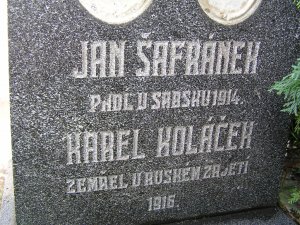 JAN ŠAFRÁNEK
PADL V SRBSKU 1914.
KAREL KOLÁČEK
ZEMŘEL V RUSKÉM ZAJETÍ
1916.